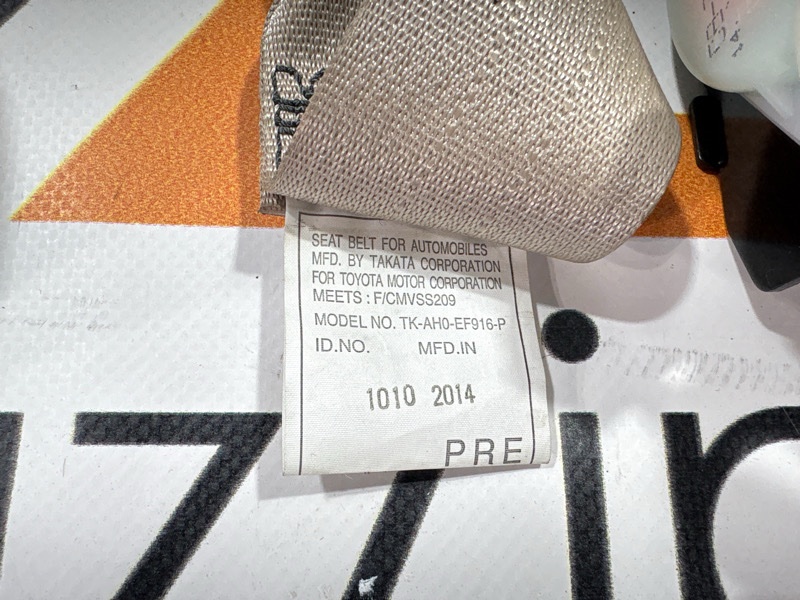 SEAT BELT FOR AUTOMOBILES
MFD. BY TAKATA CORPORATION
FOR TOYOTA MOTOR CORPORATION
MEETS : F/CMVSS209
MODEL NO. TK-AH0-EF916-P
ID.NO. MFD.IN
1010 2014
PRE
zzin